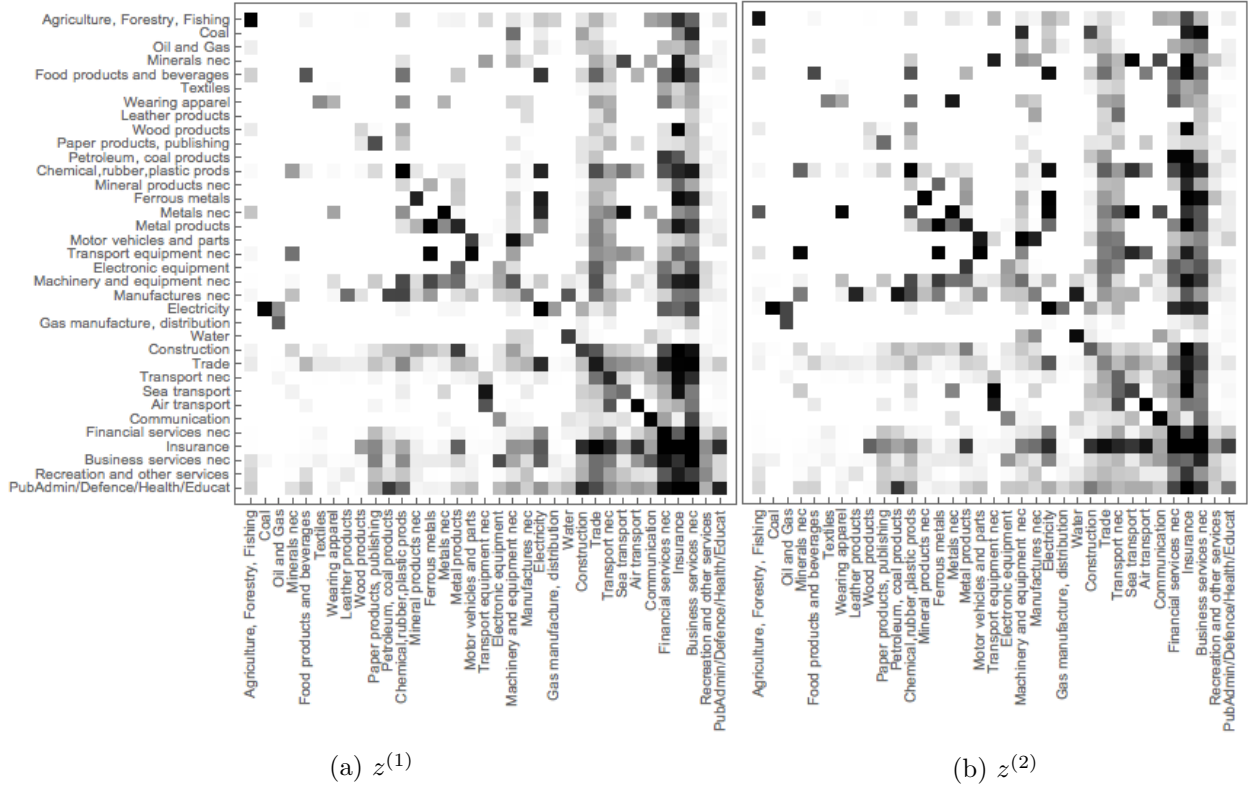 Agriculture, Forestry, Fishing
Coal
Oil and Gas
Minerals nec
Food products and beverages
Textiles
Wearing apparel
Leather products
Wood products
Paper products, publishing
Petroleum, coal products
Chemical,rubber,plastic prods
Mineral products nec
Ferrous metals
Metals nec
Metal products
Motor vehicles and parts
Transport equipment nec
Electronic equipment
Machinery and equipment nec
Manufactures nec
Electricity
Gas manufacture, distribution
Water
Construction
Trade
Transport nec
Sea transport
Air transport
Communication
Financial services nec
Insurance
Business services nec
Recreation and other services
PubAdmin/Defence/Health/Educat
Agriculture, Forestry, Fishing
Coal
Oil and Gas
Minerals nec
Food products and beverages
Textiles
Wearing apparel
Leather products
Wood products
Paper products, publishing
Petroleum, coal products
Chemical,rubber,plastic prods
Mineral products nec
Ferrous metals
Metals nec
Metal products
Motor vehicles and parts
Transport equipment nec
Electronic equipment
Machinery and equipment nec
Manufactures nec
Electricity
Gas manufacture, distribution
Water
Construction
Trade
Transport nec
Sea transport
Air transport
Communication
Financial services nec
Insurance
Business services nec
Recreation and other services
PubAdmin/Defence/Health/Educat
Agriculture, Forestry, Fishing
Coal
Oil and Gas
Minerals nec
Food products and beverages
Textiles
Wearing apparel
Leather products
Wood products
Paper products, publishing
Petroleum, coal products
Chemical,rubber,plastic prods
Mineral products nec
Ferrous metals
Metals nec
Metal products
Motor vehicles and parts
Transport equipment nec
Electronic equipment
Machinery and equipment nec
Manufactures nec
Electricity
Gas manufacture, distribution
Water
Construction
Trade
Transport nec
Sea transport
Air transport
Communication
Financial services nec
Insurance
Business services nec
Recreation and other services
PubAdmin/Defence/Health/Educat
(a) z⁽¹⁾
(b) z⁽²⁾